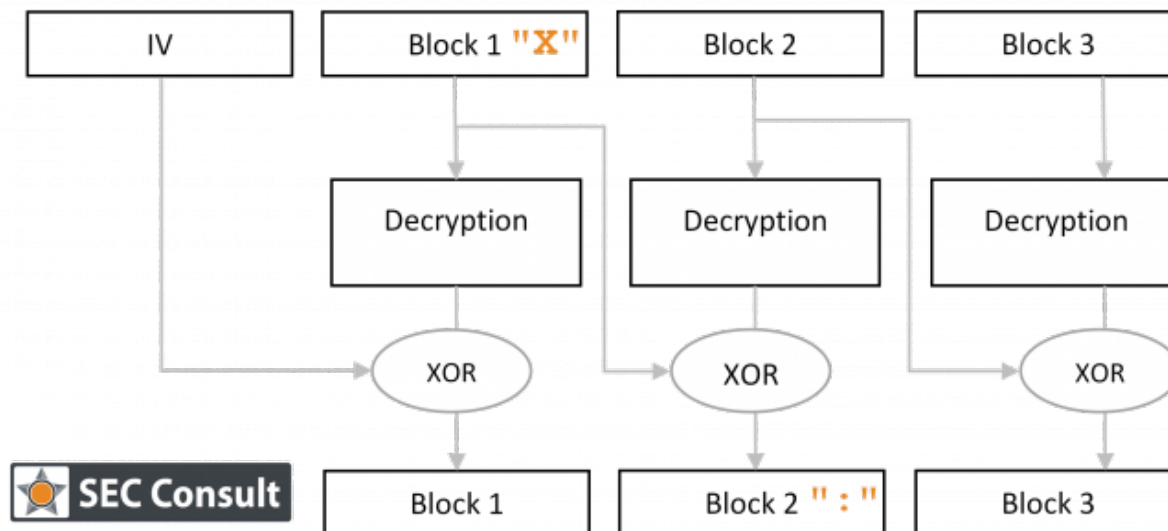 IV
Block 1 "X"
Block 2
Block 3
Decryption
Decryption
Decryption
XOR
XOR
XOR
SEC Consult
Block 1
Block 2 ":"
Block 3